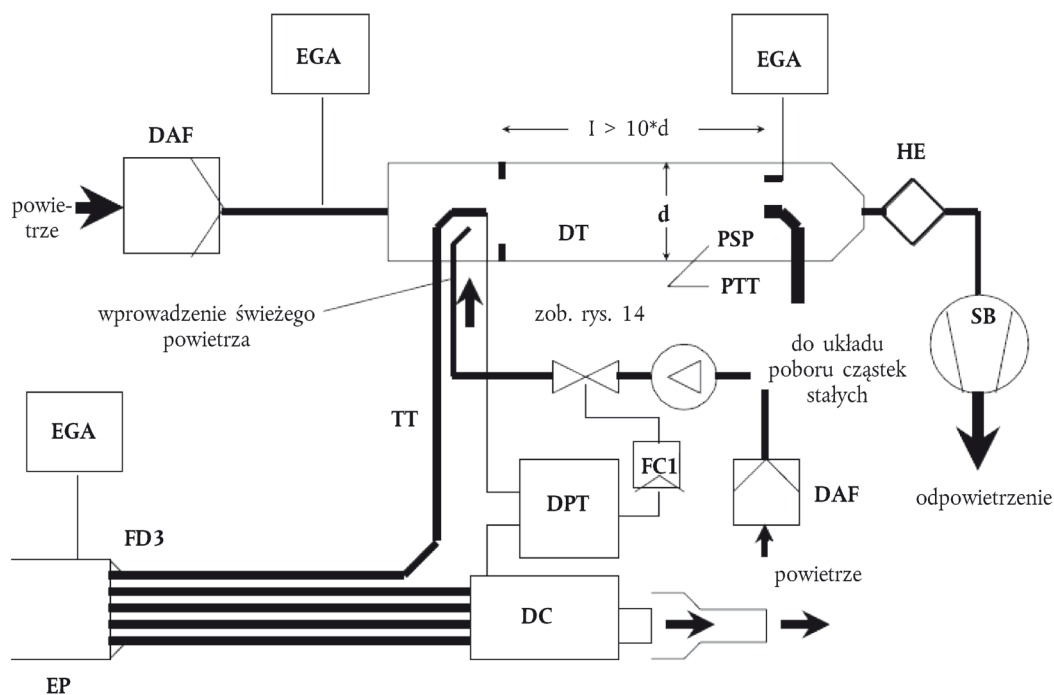 EGA
EGA
DAF
l > 10*d
HE
powie-
trze
d
DT
PSP
PTT
wprowadzenie świeżego
powietrza
zob. rys. 14
SB
do układu
poboru cząstek
stałych
TT
EGA
FC1
DPT
DAF
odpowietrzenie
FD3
powietrze
DC
EP